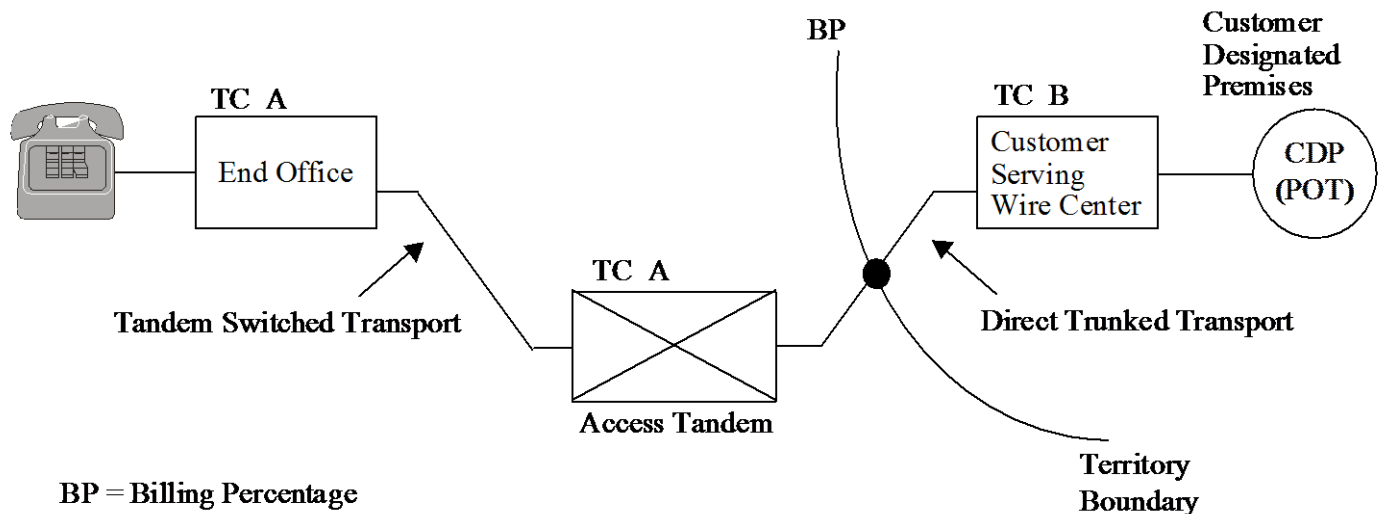 BP
Customer
Designated
Premises
TC A
TC B
End Office
Customer
Serving
Wire Center
CDP
(POT)
TC A
Tandem Switched Transport
Direct Trunked Transport
Access Tandem
Territory
Boundary
BP = Billing Percentage